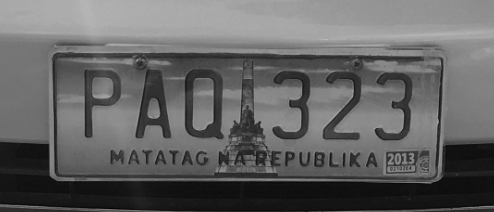 PAQ 323
MATATAG NA REPUBLIKA
2013